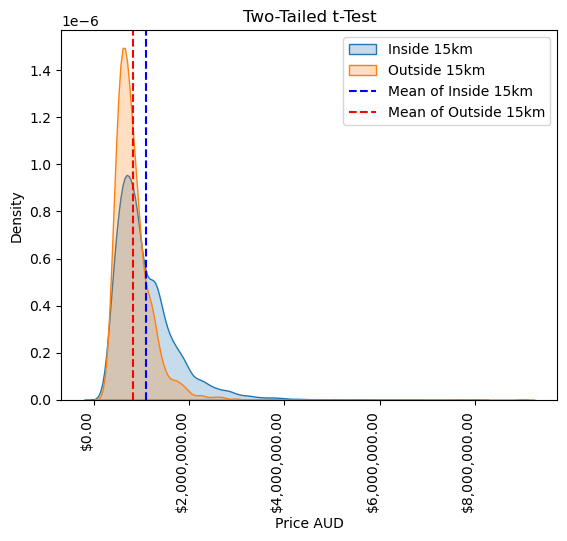 Two-Tailed t-Test
1e−6
Inside 15km
Outside 15km
Mean of Inside 15km
Mean of Outside 15km
1.4
1.2
1.0
0.8
0.6
0.4
0.2
0.0
Density
$0.00
$2,000,000.00
$4,000,000.00
$6,000,000.00
$8,000,000.00
Price AUD